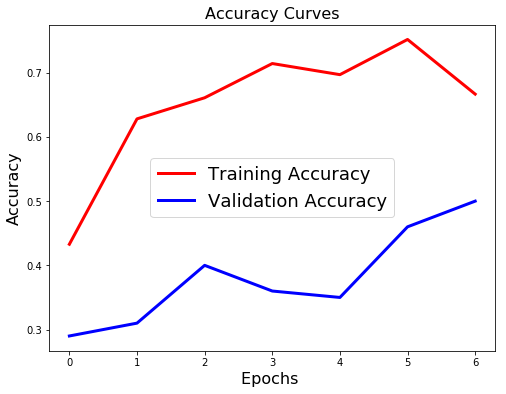 Accuracy Curves
Accuracy
0.7
0.6
0.5
0.4
0.3
Training Accuracy
Validation Accuracy
0 1 2 3 4 5 6
Epochs